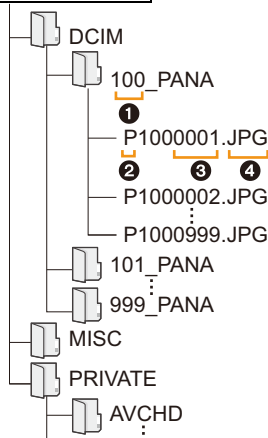 DCIM
100_PANA
❶
P1000001.JPG
❷ ❸ ❹
P1000002.JPG
P1000999.JPG
101_PANA
999_PANA
MISC
PRIVATE
AVCHD